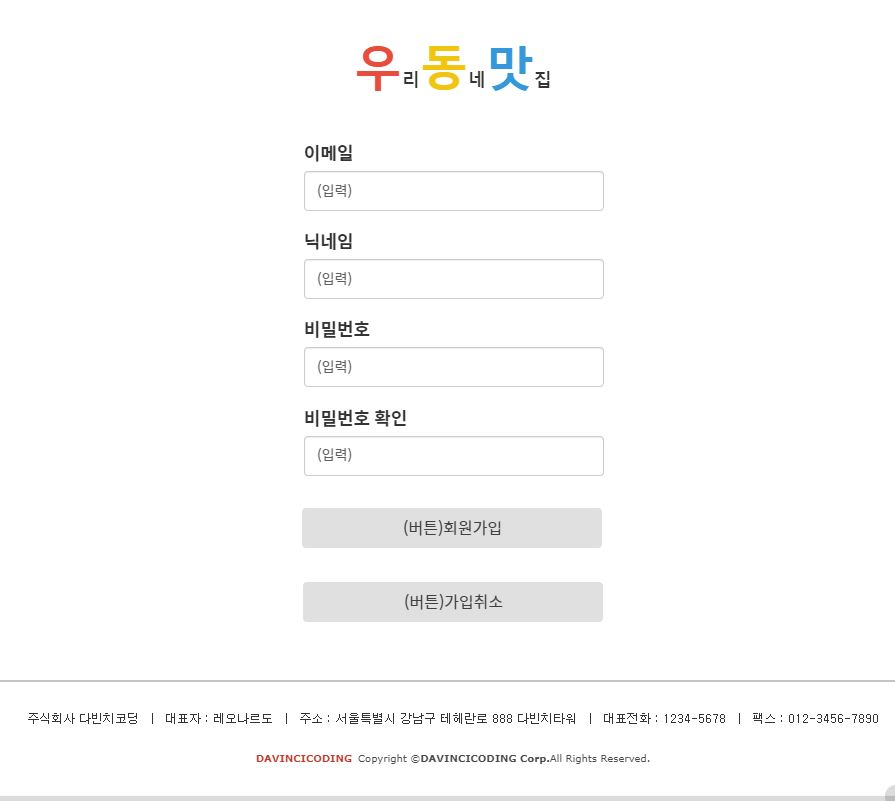 우리동네맛집
이메일
(입력)
닉네임
(입력)
비밀번호
(입력)
비밀번호 확인
(입력)
(버튼)회원가입
(버튼)가입취소
주식회사 다빈치코딩 | 대표자 : 레오나르도 | 주소 : 서울특별시 강남구 테헤란로 888 다빈치타워 | 대표전화 : 1234-5678 | 팩스 : 012-3456-7890
DAVINCICODING Copyright ©DAVINCICODING Corp.All Rights Reserved.